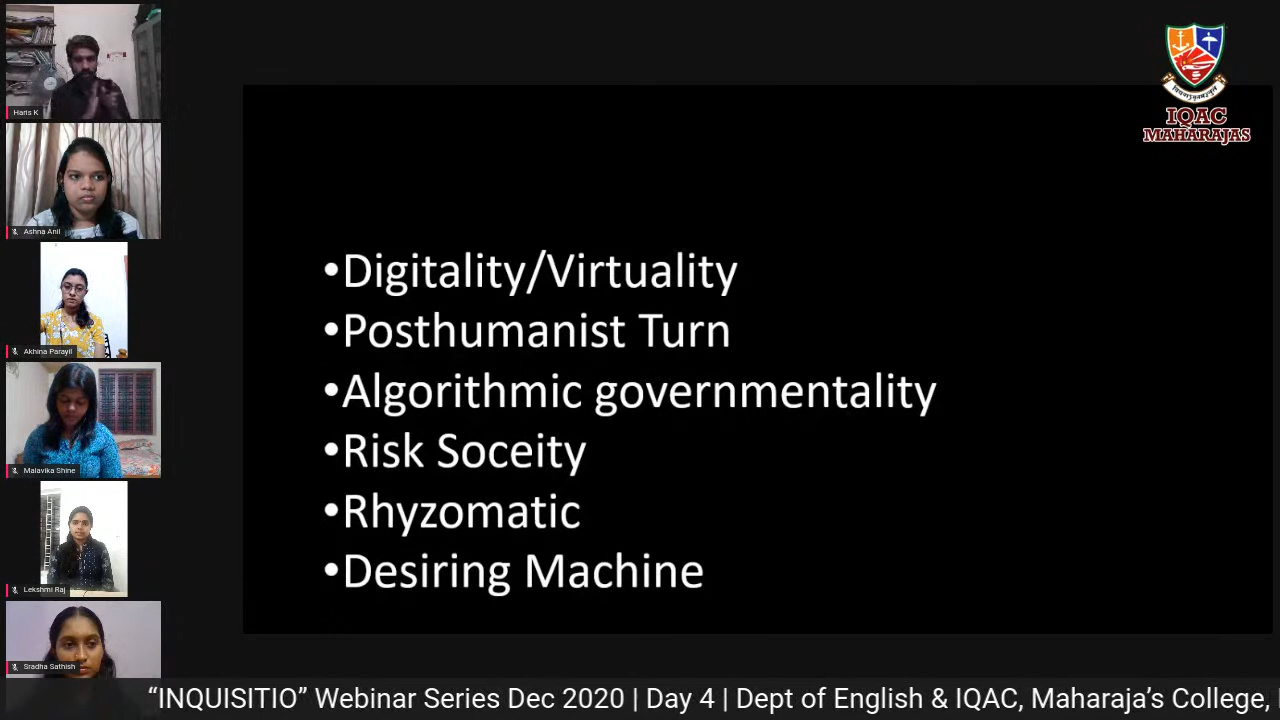 Haris K
Ashna Anil
Akhina Parayil
Malavika Shine
Lekshmi Raj
Sradha Sathish
•Digitality/Virtuality
•Posthumanist Turn
•Algorithmic governmentality
•Risk Soceity
•Rhyzomatic
•Desiring Machine
IQAC
MAHARAJAS
“INQUISITIO” Webinar Series Dec 2020 | Day 4 | Dept of English & IQAC, Maharaja’s College,